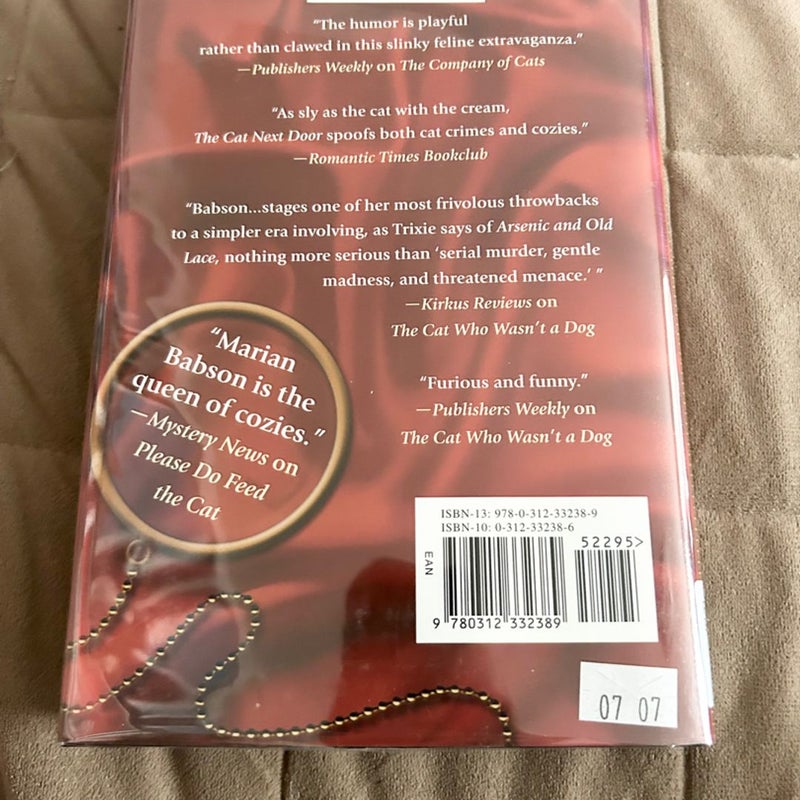 “The humor is playful
rather than clawed in this slinky feline extravaganza.”
—Publishers Weekly on The Company of Cats
“As sly as the cat with the cream,
The Cat Next Door spoofs both cat crimes and cozies.”
—Romantic Times Bookclub
“Babson...stages one of her most frivolous throwbacks
to a simpler era involving, as Trixie says of Arsenic and Old
Lace, nothing more serious than ‘serial murder, gentle
madness, and threatened menace.’ ”
—Kirkus Reviews on
The Cat Who Wasn’t a Dog
“Marian
Babson is the
queen of cozies.”
—Mystery News on
Please Do Feed
the Cat
“Furious and funny.”
—Publishers Weekly on
The Cat Who Wasn’t a Dog
ISBN-13: 978-0-312-33238-9
ISBN-10: 0-312-33238-6
52295>
EAN
9 780312 332389
07 07